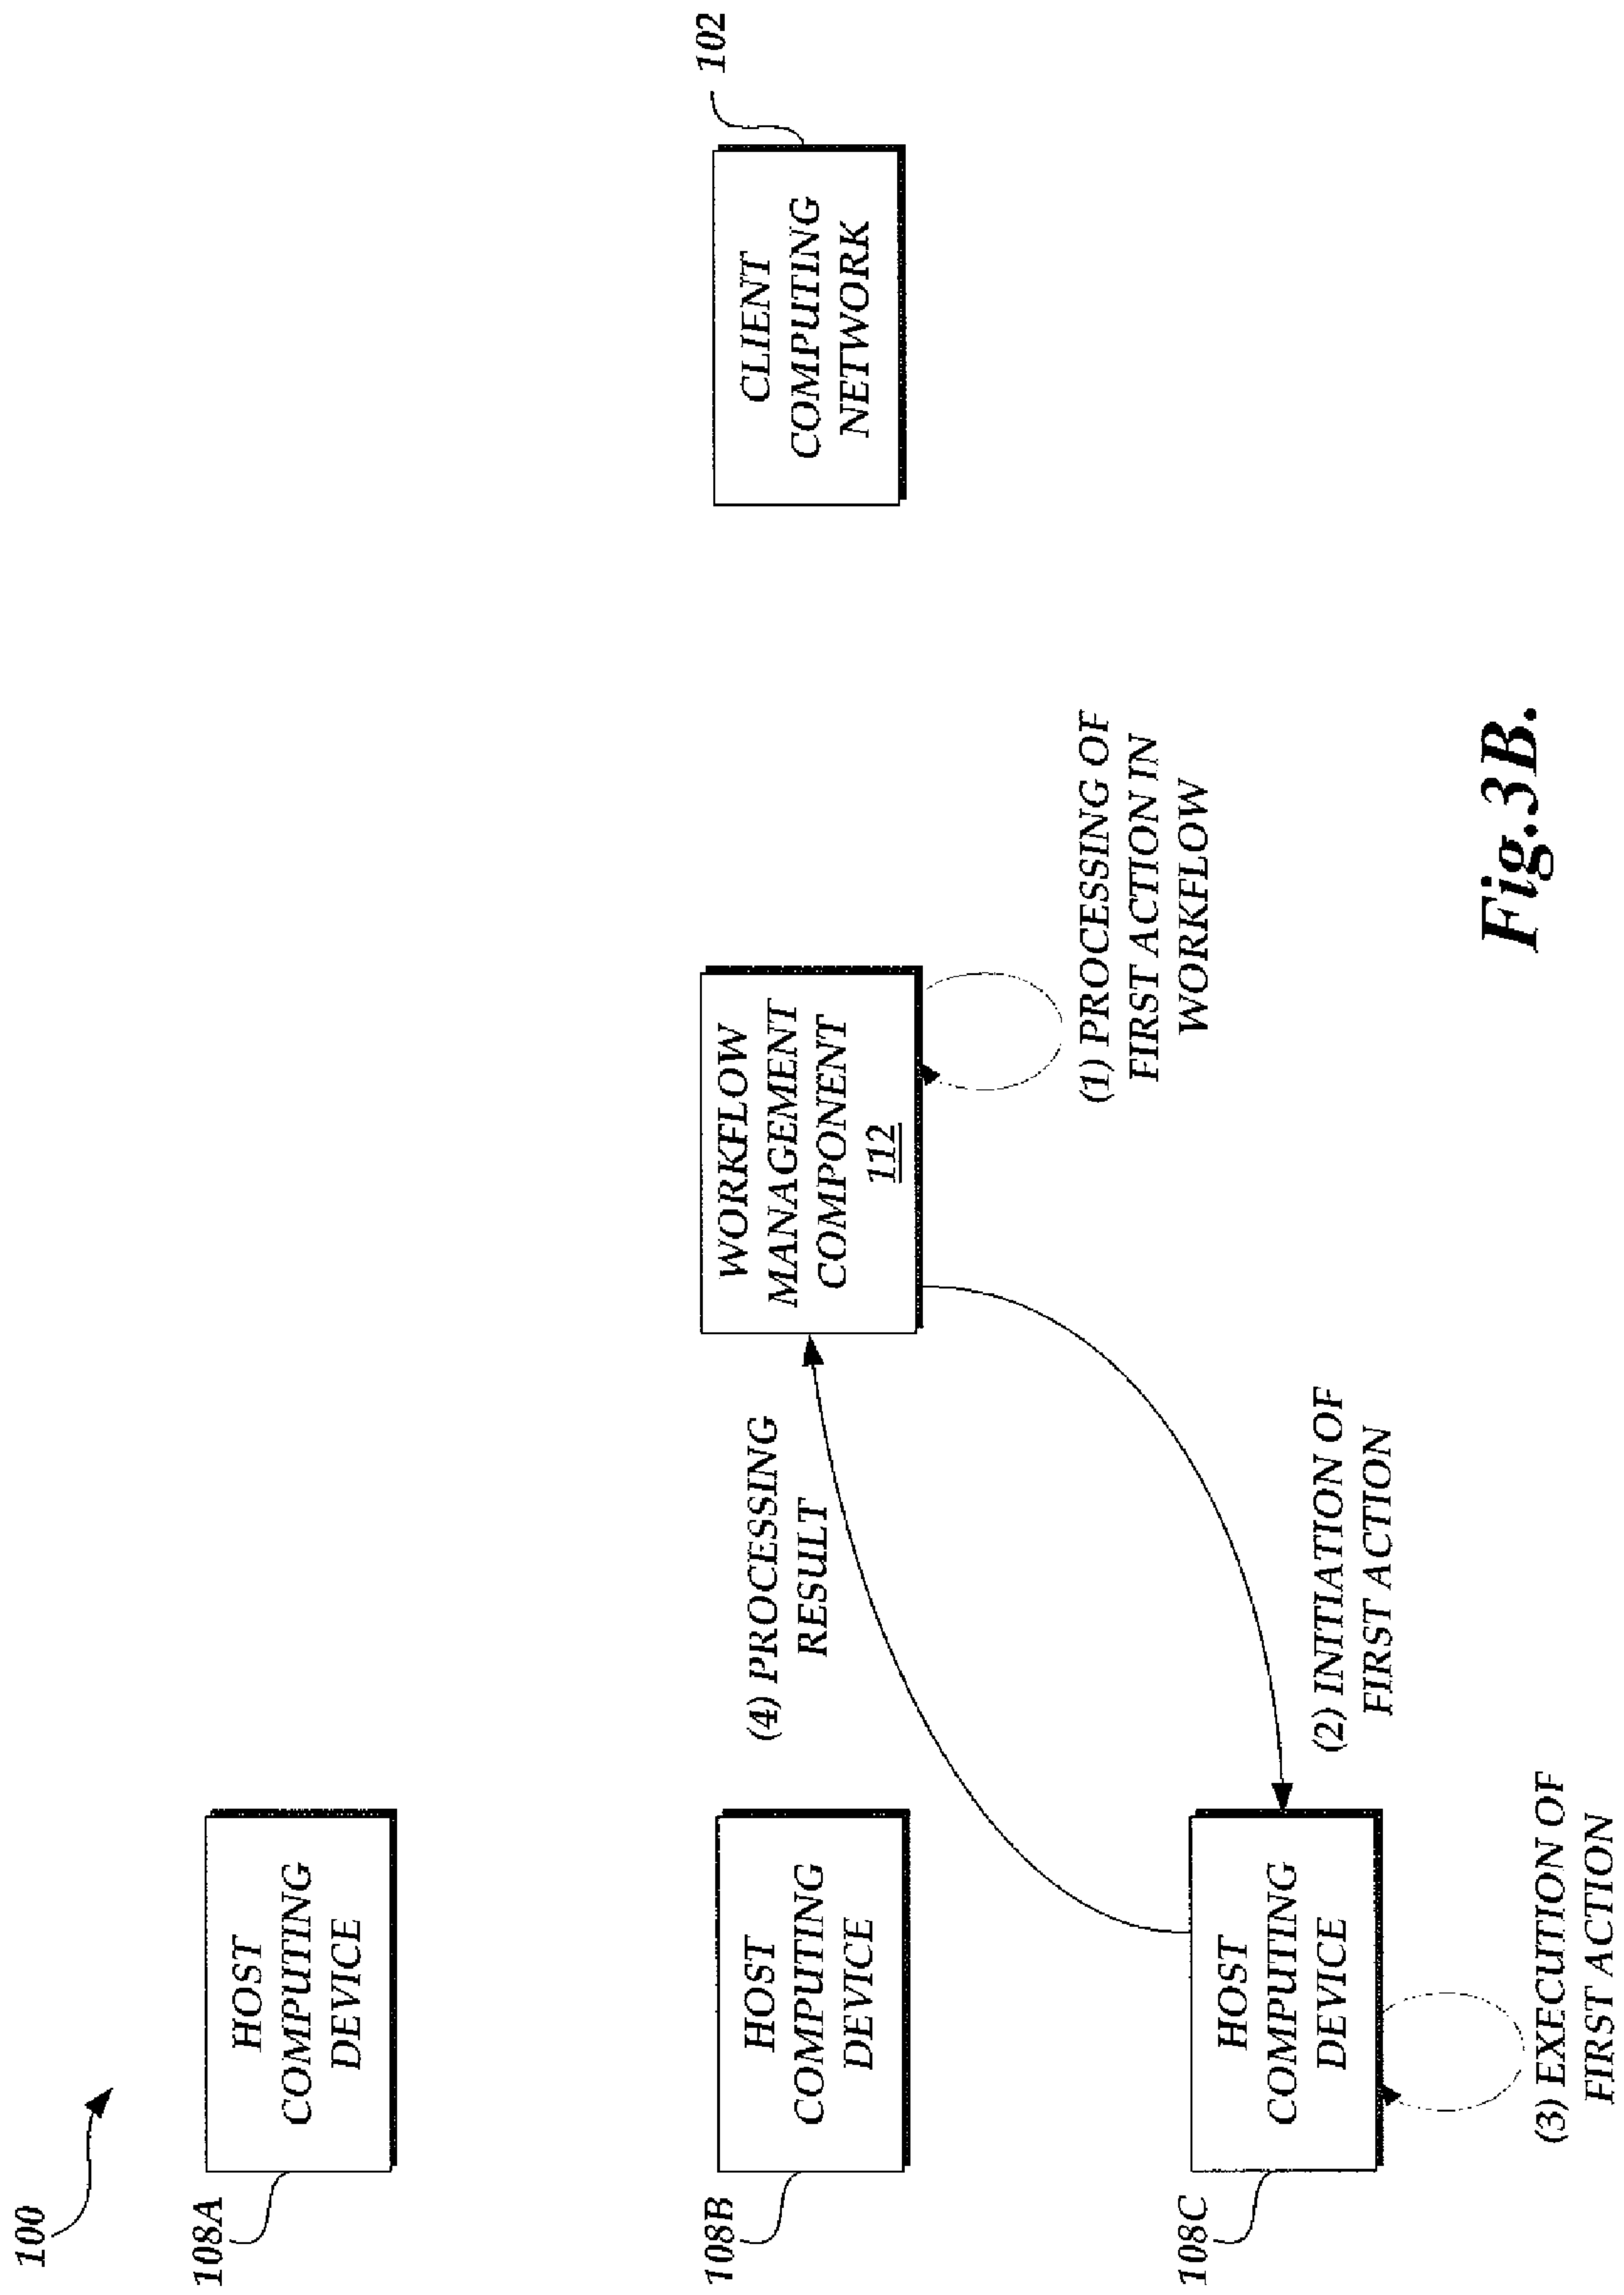 100
108A
HOST
COMPUTING
DEVICE
108B
HOST
COMPUTING
DEVICE
108C
HOST
COMPUTING
DEVICE
(3) EXECUTION OF
FIRST ACTION
(4) PROCESSING
RESULT
(2) INITIATION OF
FIRST ACTION
WORKFLOW
MANAGEMENT
COMPONENT
112
(1) PROCESSING OF
FIRST ACTION IN
WORKFLOW
CLIENT
COMPUTING
NETWORK
102
Fig.3B.